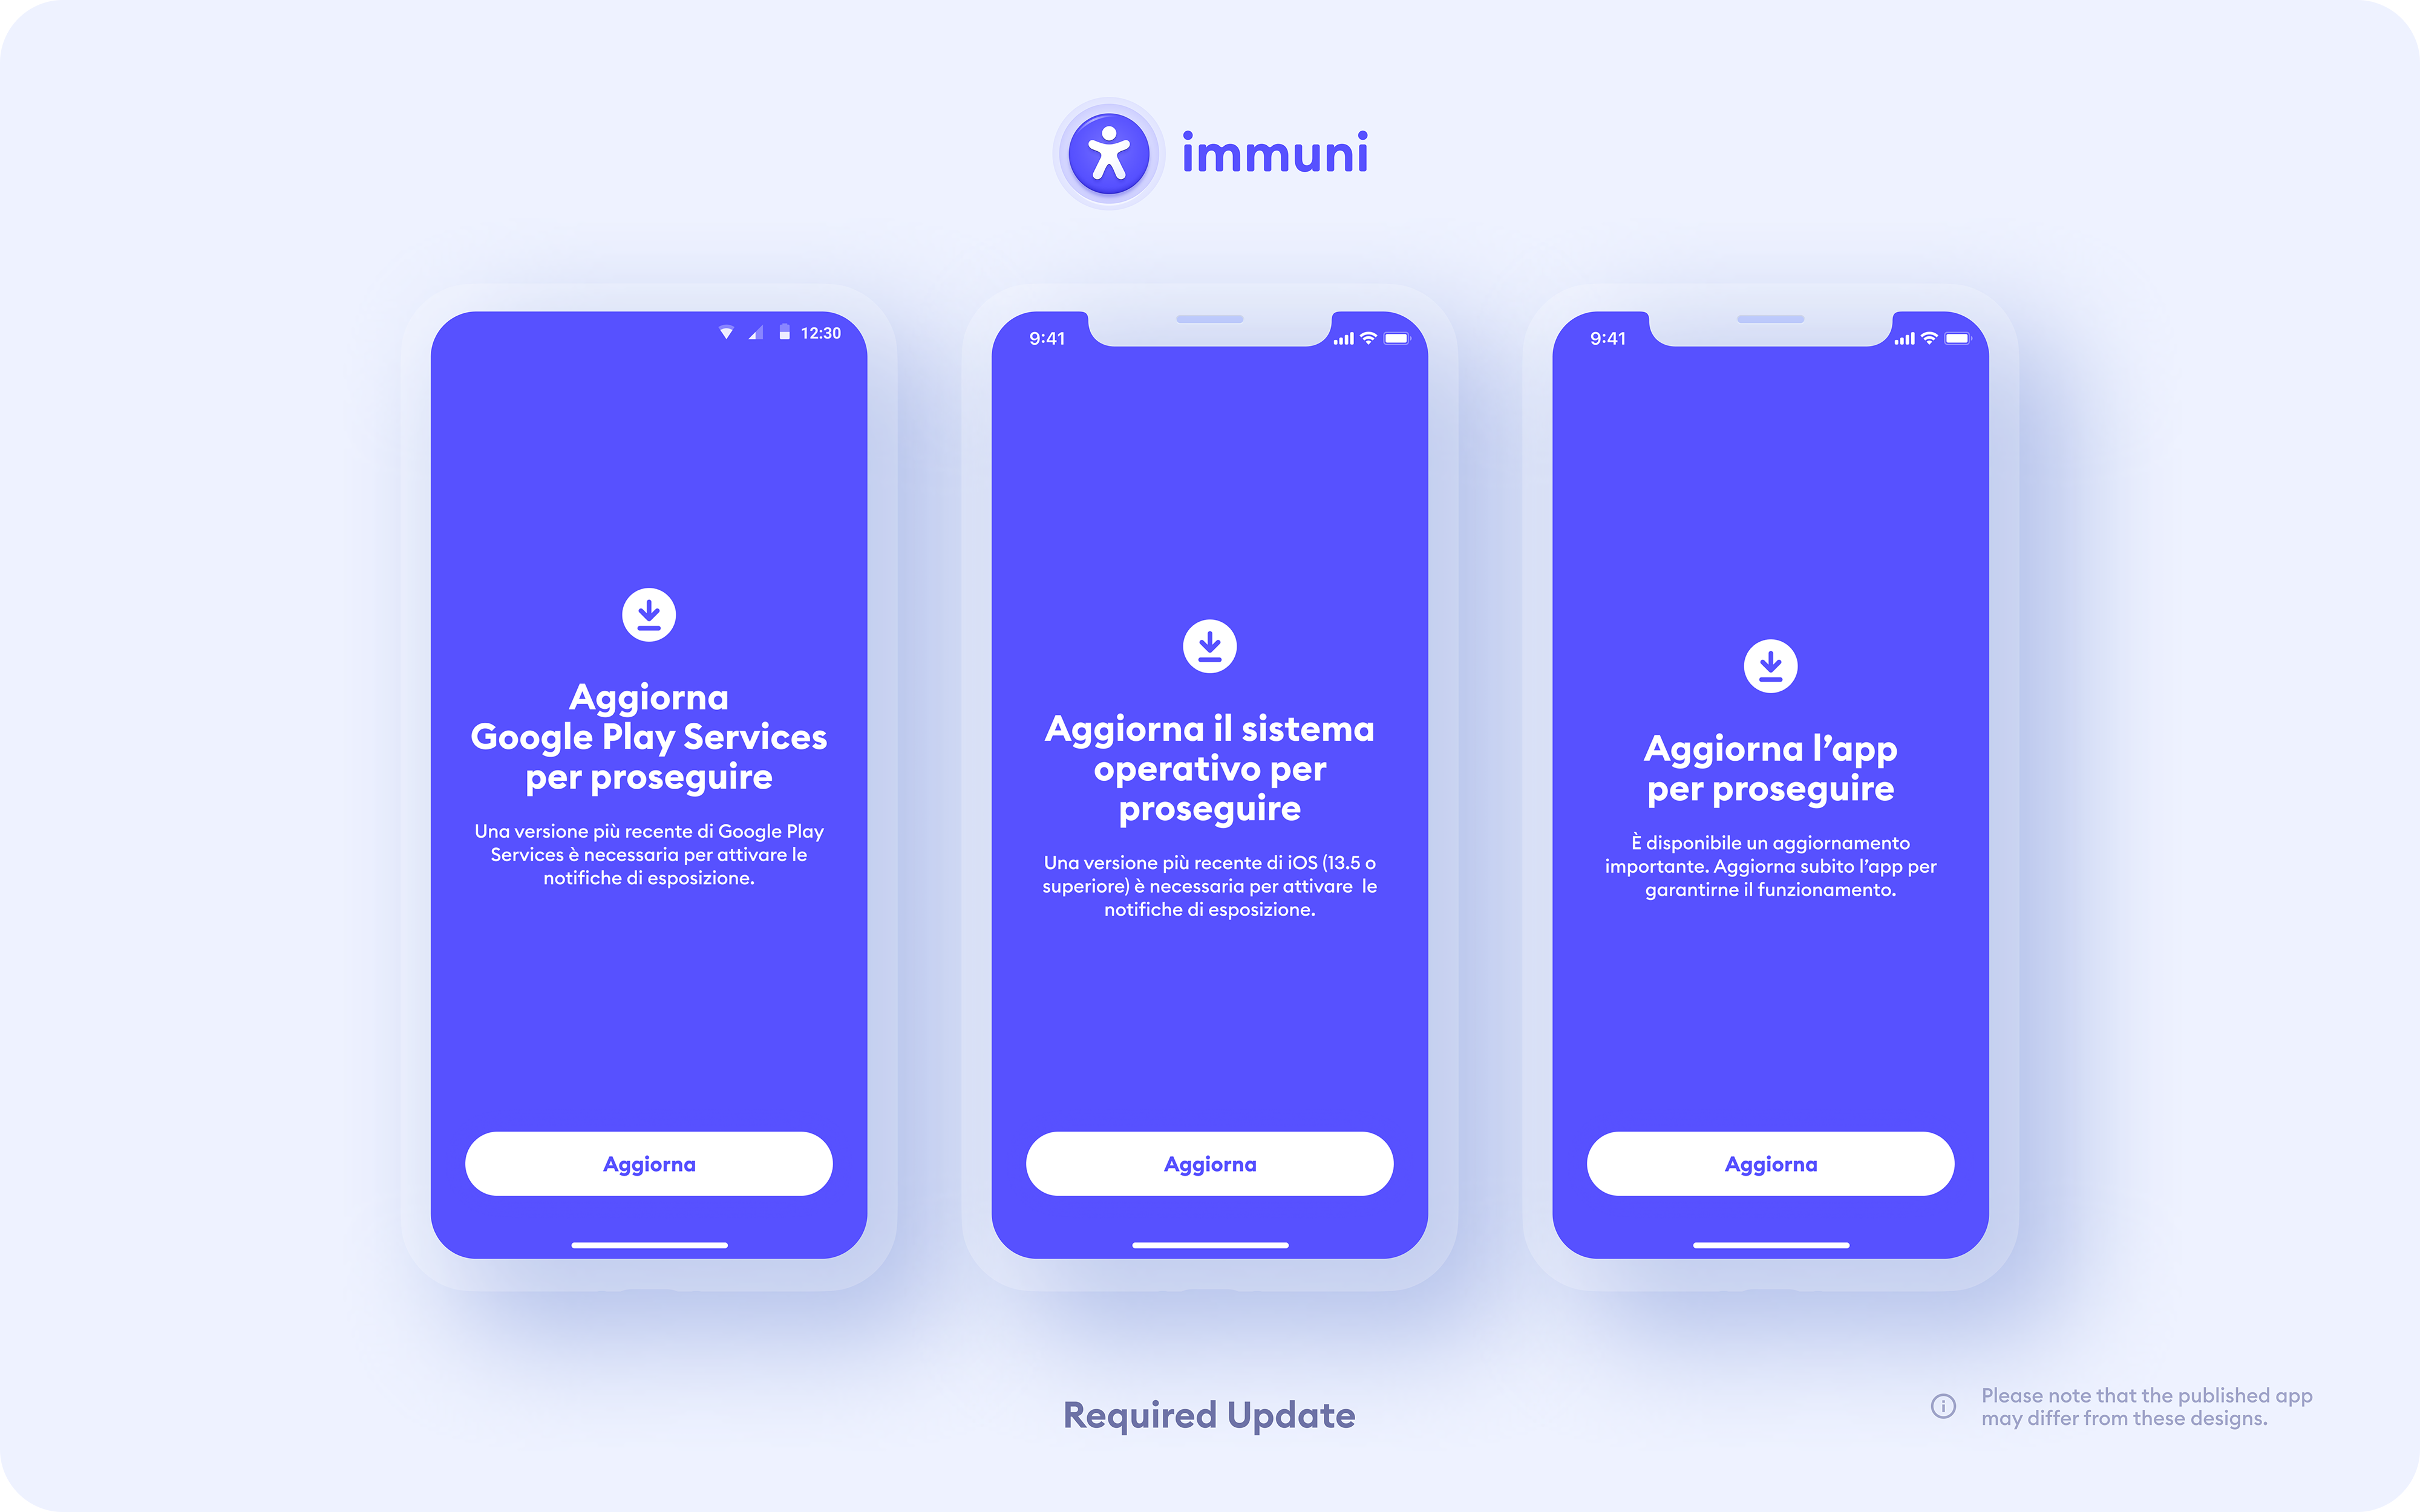 immuni
12:30
Aggiorna
Google Play Services
per proseguire
Una versione più recente di Google Play
Services è necessaria per attivare le
notifiche di esposizione.
Aggiorna
9:41
Aggiorna il sistema
operativo per
proseguire
Una versione più recente di iOS (13.5 o
superiore) è necessaria per attivare  le
notifiche di esposizione.
Aggiorna
9:41
Aggiorna l’app
per proseguire
È disponibile un aggiornamento
importante. Aggiorna subito l’app per
garantirne il funzionamento.
Aggiorna
Required Update
Please note that the published app
may differ from these designs.